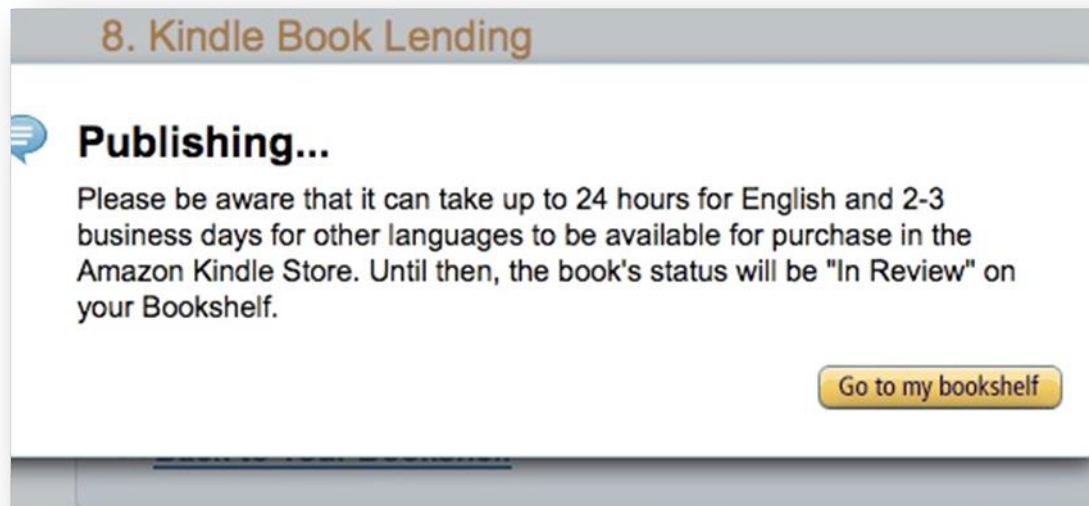 8. Kindle Book Lending
Publishing...
Please be aware that it can take up to 24 hours for English and 2-3
business days for other languages to be available for purchase in the
Amazon Kindle Store. Until then, the book's status will be "In Review" on
your Bookshelf.
Go to my bookshelf